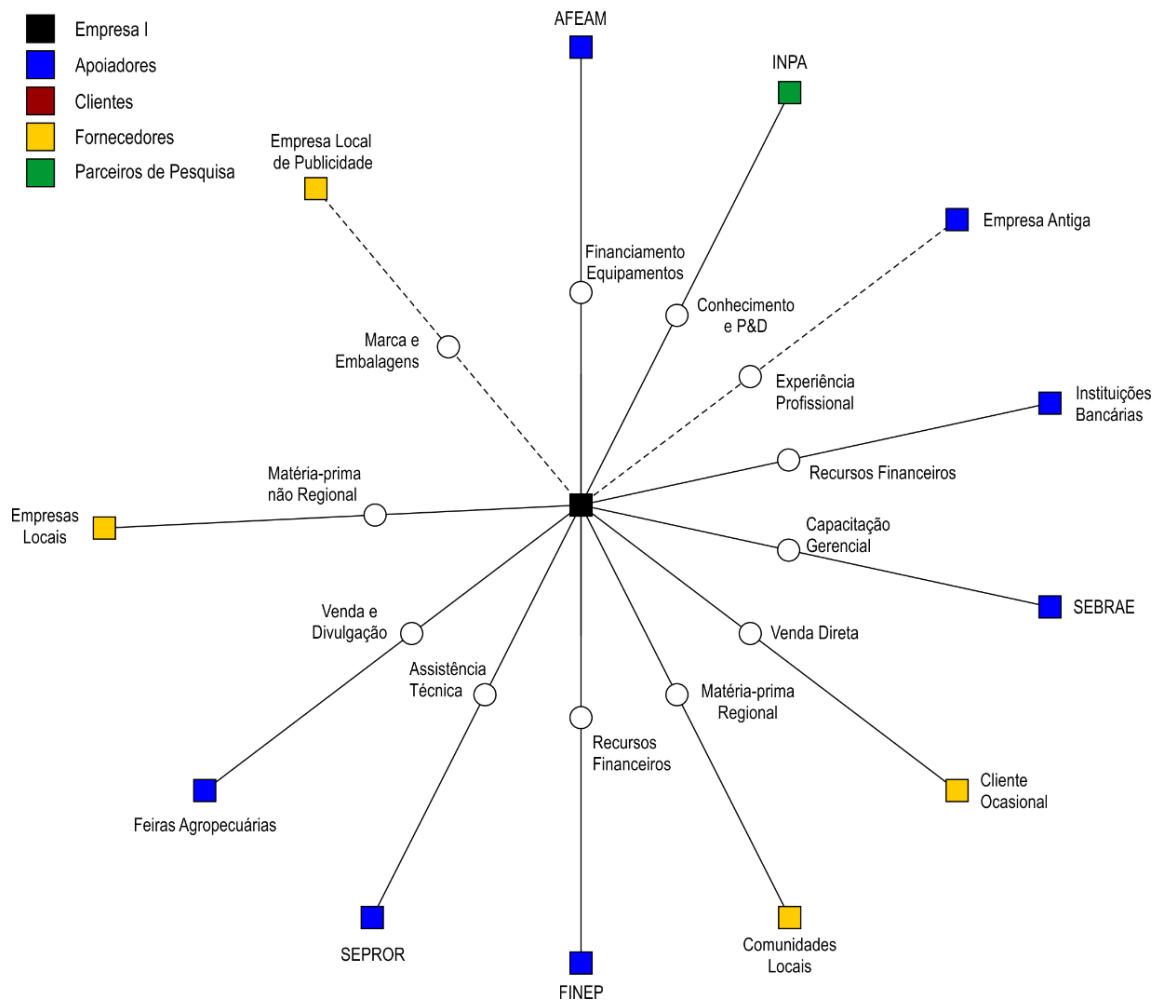 Empresa I
Apoiadores
Clientes
Fornecedores
Parceiros de Pesquisa
AFEAM
INPA
Empresa Local
de Publicidade
Empresa Antiga
Financiamento
Equipamentos
Conhecimento
e P&D
Marca e
Embalagens
Experiência
Profissional
Instituições
Bancárias
Recursos Financeiros
Matéria-prima
não Regional
Empresas
Locais
Capacitação
Gerencial
SEBRAE
Venda e
Divulgação
Venda Direta
Assistência
Técnica
Matéria-prima
Regional
Recursos
Financeiros
Cliente
Ocasional
Feiras Agropecuárias
SEPROR
Comunidades
Locais
FINEP